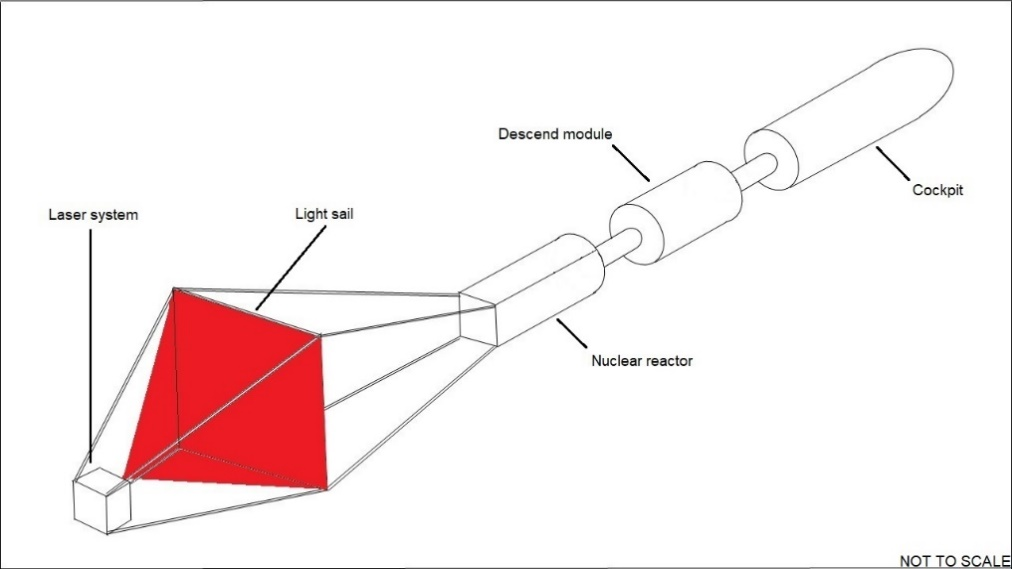 Descend module
Cockpit
Laser system
Light sail
Nuclear reactor
NOT TO SCALE